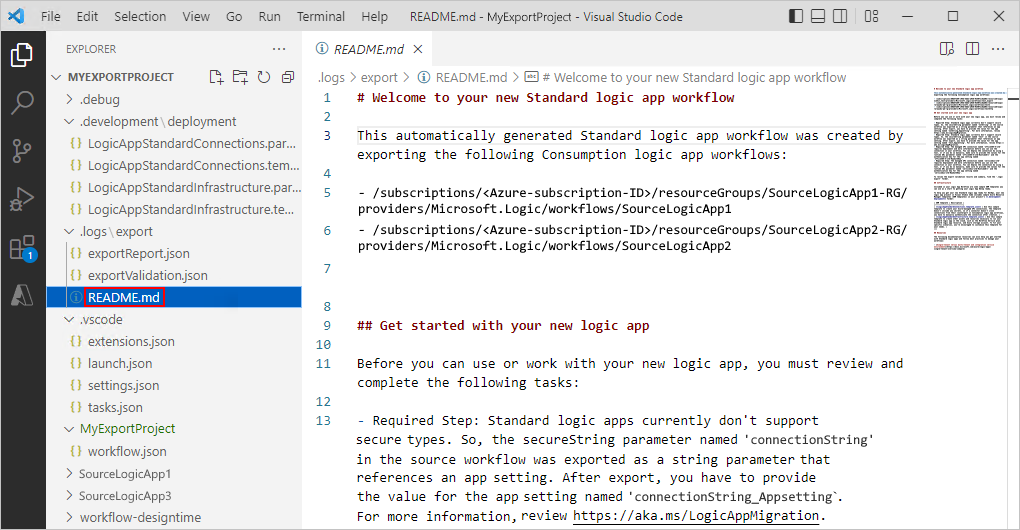 File Edit Selection View Go Run Terminal Help README.md - MyExportProject - Visual Studio Code
EXPLORER
MYEXPORTPROJECT
.debug
.development\deployment
LogicAppStandardConnections.par...
LogicAppStandardConnections.tem...
LogicAppStandardInfrastructure.par...
LogicAppStandardInfrastructure.te...
.logs\export
exportReport.json
exportValidation.json
README.md
.vscode
extensions.json
launch.json
settings.json
tasks.json
MyExportProject
workflow.json
SourceLogicApp1
SourceLogicApp3
workflow-designtime
1
README.md
.logs > export > README.md > # Welcome to your new Standard logic app workflow
1 # Welcome to your new Standard logic app workflow
2
3 This automatically generated Standard logic app workflow was created by
exporting the following Consumption logic app workflows:
4
5 - /subscriptions/<Azure-subscription-ID>/resourceGroups/SourceLogicApp1-RG/
providers/Microsoft.Logic/workflows/SourceLogicApp1
6 - /subscriptions/<Azure-subscription-ID>/resourceGroups/SourceLogicApp2-RG/
providers/Microsoft.Logic/workflows/SourceLogicApp2
7
8
9 ## Get started with your new logic app
10
11 Before you can use or work with your new logic app, you must review and
complete the following tasks:
12
13 - Required Step: Standard logic apps currently don't support
secure types. So, the secureString parameter named 'connectionString'
in the source workflow was exported as a string parameter that
references an app setting. After export, you have to provide
the value for the app setting named 'connectionString_Appsetting`.
For more information, review https://aka.ms/LogicAppMigration.